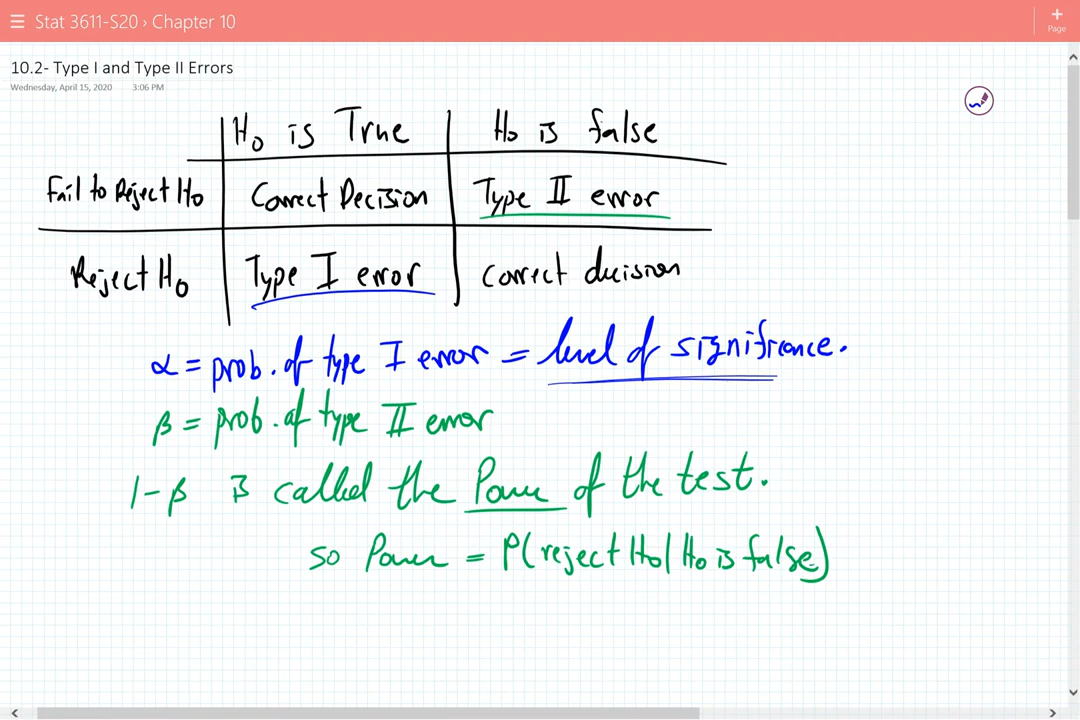 Stat 3611-S20 › Chapter 10
Page
10.2- Type I and Type II Errors
Wednesday, April 15, 2020 3:06 PM
H₀ is True H₀ is false
Fail to Reject H₀ Correct Decision Type II error
Reject H₀ Type I error correct decision
α = prob. of type I error = level of significance.
β = prob. of type II error
1-β is called the Power of the test.
so Power = P(reject H₀ | H₀ is false)